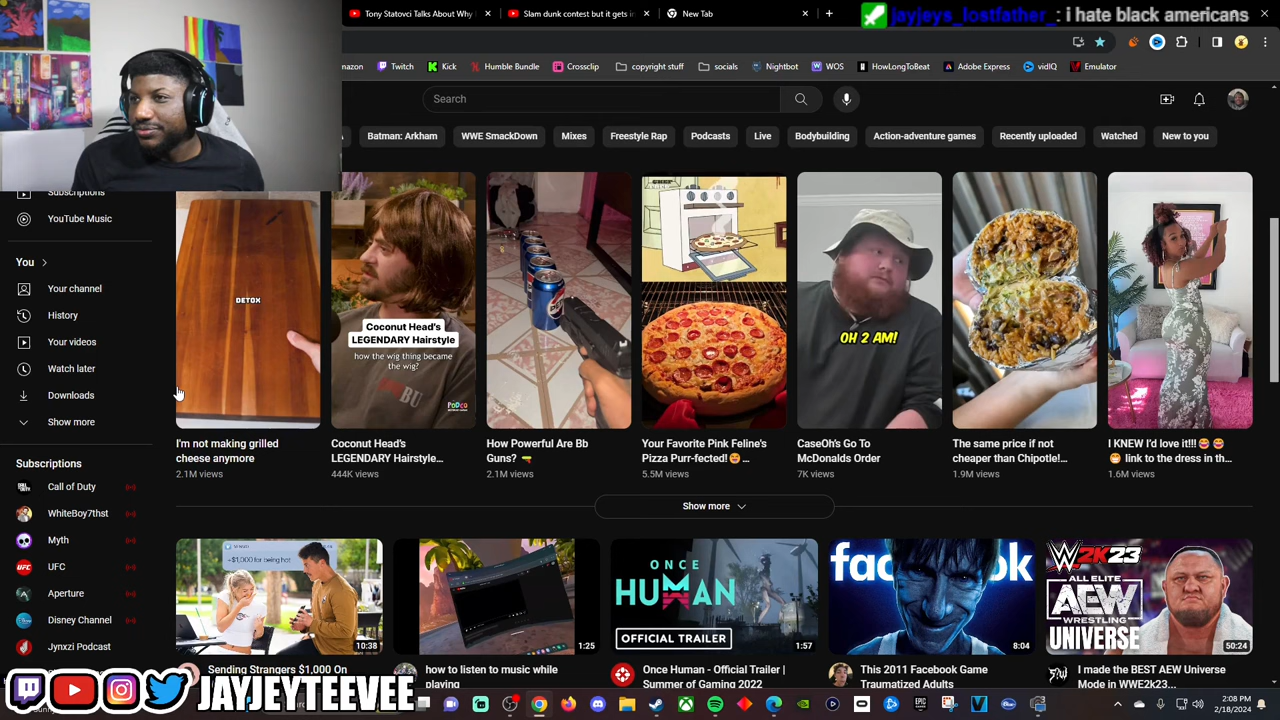 Tony Statovci Talks About Why
Slam dunk contest but it gets i
New Tab
jayjeys_lostfather_: i hate black americans
mazon
Twitch
Kick
Humble Bundle
Crossclip
copyright stuff
socials
Nightbot
WOS
HowLongToBeat
Adobe Express
vidIQ
Emulator
Search
Batman: Arkham
WWE SmackDown
Mixes
Freestyle Rap
Podcasts
Live
Bodybuilding
Action-adventure games
Recently uploaded
Watched
New to you
Subscriptions
YouTube Music
You
Your channel
History
Your videos
Watch later
Downloads
Show more
Subscriptions
Call of Duty
WhiteBoy7thst
Myth
UFC
Aperture
Disney Channel
Jynxzi Podcast
DETOX
I'm not making grilled
cheese anymore
2.1M views
Coconut Head's
LEGENDARY Hairstyle
how the wig thing became
the wig?
PODCO
Coconut Head's
LEGENDARY Hairstyle...
444K views
How Powerful Are Bb
Guns?
2.1M views
Your Favorite Pink Feline's
Pizza Purr-fected! ...
5.5M views
OH 2 AM!
CaseOh's Go To
McDonalds Order
7K views
The same price if not
cheaper than Chipotle!...
1.9M views
I KNEW I'd love it!!!
link to the dress in th...
1.6M views
Show more
~$1,000 for being hot
10:38
Sending Strangers $1,000 On
1:25
how to listen to music while
playing
ONCE
HUMAN
OFFICIAL TRAILER
1:57
Once Human - Official Trailer |
Summer of Gaming 2022
facebook
8:04
This 2011 Facebook Game
Traumatized Adults
W2K23
ALL ELITE
AEW
WRESTLING
UNIVERSE
50:24
I made the BEST AEW Universe
Mode in WWE2k23...
JAYJEYTEEVEE
2:08 PM
2/18/2024